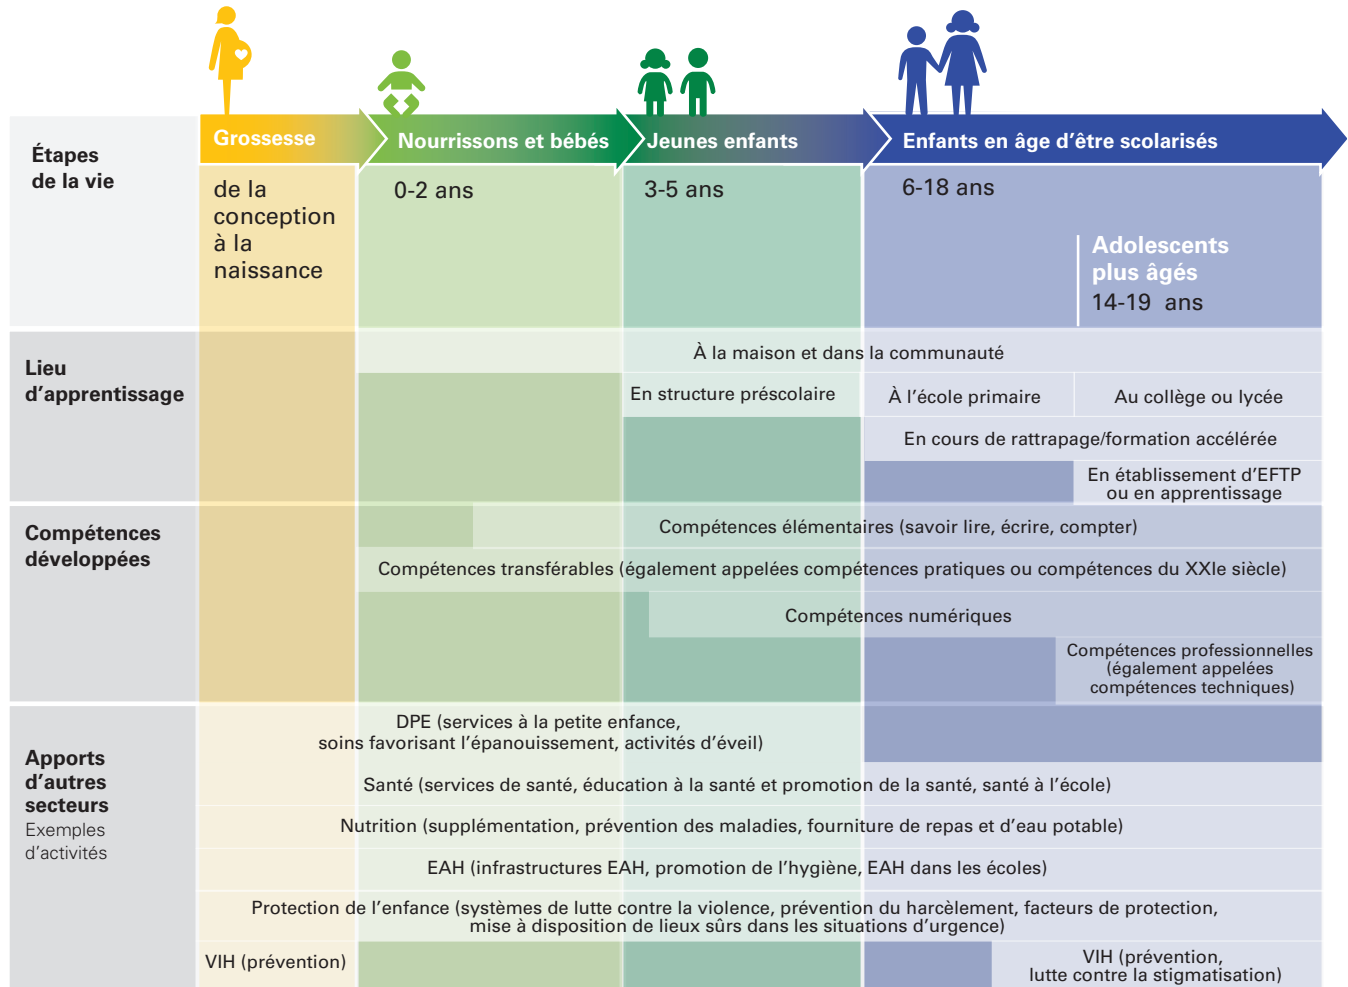 Étapes
de la vie
Grossesse
Nourrissons et bébés
Jeunes enfants
Enfants en âge d'être scolarisés
de la
conception
à la
naissance
0-2 ans
3-5 ans
6-18 ans
Adolescents
plus âgés
14-19 ans
Lieu
d'apprentissage
À la maison et dans la communauté
En structure préscolaire
À l'école primaire
Au collège ou lycée
En cours de rattrapage/formation accélérée
En établissement d'EFTP
ou en apprentissage
Compétences
développées
Compétences élémentaires (savoir lire, écrire, compter)
Compétences transférables (également appelées compétences pratiques ou compétences du XXIe siècle)
Compétences numériques
Compétences professionnelles
(également appelées
compétences techniques)
Apports
d'autres
secteurs
Exemples
d'activités
DPE (services à la petite enfance,
soins favorisant l'épanouissement, activités d'éveil)
Santé (services de santé, éducation à la santé et promotion de la santé, santé à l'école)
Nutrition (supplémentation, prévention des maladies, fourniture de repas et d'eau potable)
EAH (infrastructures EAH, promotion de l'hygiène, EAH dans les écoles)
Protection de l'enfance (systèmes de lutte contre la violence, prévention du harcèlement, facteurs de protection,
mise à disposition de lieux sûrs dans les situations d'urgence)
VIH (prévention)
VIH (prévention,
lutte contre la stigmatisation)